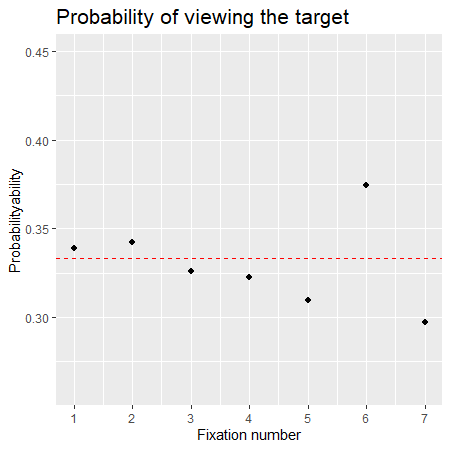 Probability of viewing the target
0.45
0.40
0.35
0.30
Probabilityability
1 2 3 4 5 6 7
Fixation number